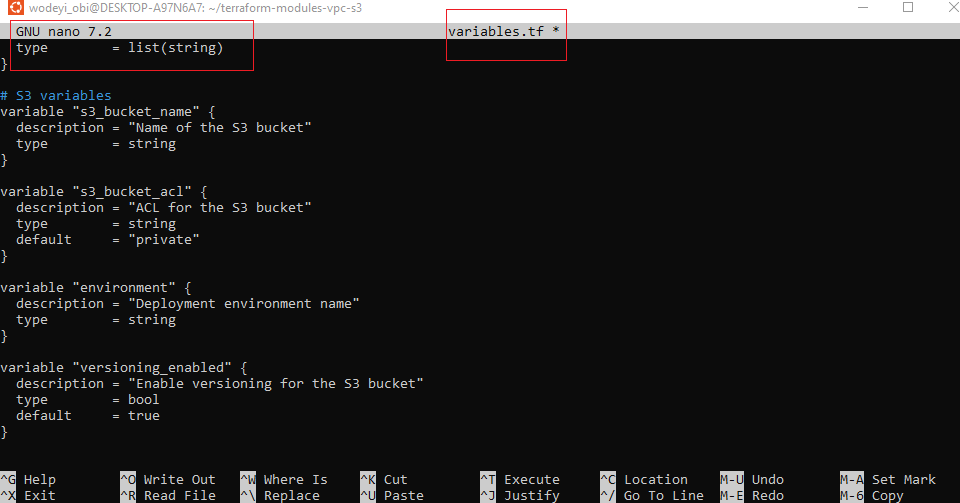 wodeyi_obi@DESKTOP-A97N6A7: ~/terraform-modules-vpc-s3
GNU nano 7.2 variables.tf *
  type        = list(string)
}

# S3 variables
variable "s3_bucket_name" {
  description = "Name of the S3 bucket"
  type        = string
}

variable "s3_bucket_acl" {
  description = "ACL for the S3 bucket"
  type        = string
  default     = "private"
}

variable "environment" {
  description = "Deployment environment name"
  type        = string
}

variable "versioning_enabled" {
  description = "Enable versioning for the S3 bucket"
  type        = bool
  default     = true
}

^G Help ^O Write Out ^W Where Is ^K Cut ^T Execute ^C Location M-U Undo M-A Set Mark
^X Exit ^R Read File ^\ Replace ^U Paste ^J Justify ^/ Go To Line M-E Redo M-6 Copy